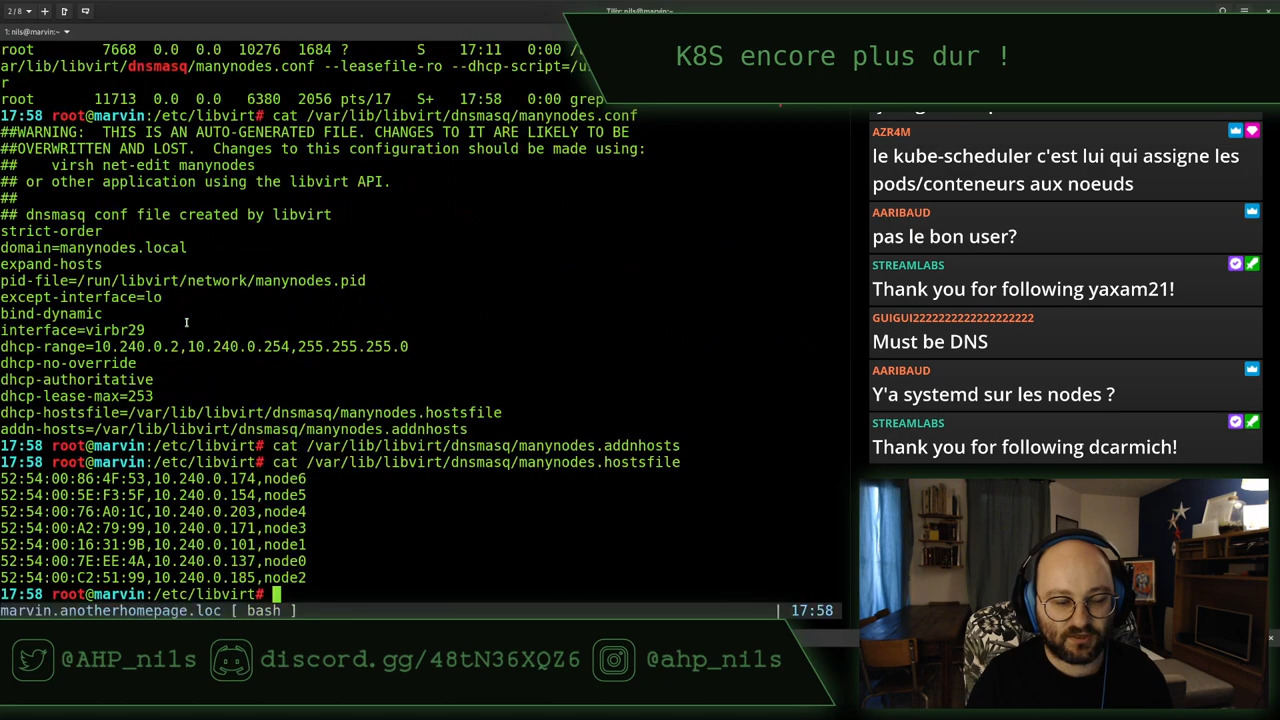 2/8
Tilix: nils@marvin:~
1: nils@marvin:~
root 7668 0.0 0.0 10276 1684 ? S 17:11 0:00
ar/lib/libvirt/dnsmasq/manynodes.conf --leasefile-ro --dhcp-script=/u
r
root 11713 0.0 0.0 6380 2056 pts/17 S+ 17:58 0:00 grep
17:58 root@marvin:/etc/libvirt# cat /var/lib/libvirt/dnsmasq/manynodes.conf
##WARNING: THIS IS AN AUTO-GENERATED FILE. CHANGES TO IT ARE LIKELY TO BE
##OVERWRITTEN AND LOST. Changes to this configuration should be made using:
## virsh net-edit manynodes
## or other application using the libvirt API.
##
## dnsmasq conf file created by libvirt
strict-order
domain=manynodes.local
expand-hosts
pid-file=/run/libvirt/network/manynodes.pid
except-interface=lo
bind-dynamic
interface=virbr29
dhcp-range=10.240.0.2,10.240.0.254,255.255.255.0
dhcp-no-override
dhcp-authoritative
dhcp-lease-max=253
dhcp-hostsfile=/var/lib/libvirt/dnsmasq/manynodes.hostsfile
addn-hosts=/var/lib/libvirt/dnsmasq/manynodes.addnhosts
17:58 root@marvin:/etc/libvirt# cat /var/lib/libvirt/dnsmasq/manynodes.addnhosts
17:58 root@marvin:/etc/libvirt# cat /var/lib/libvirt/dnsmasq/manynodes.hostsfile
52:54:00:86:4F:53,10.240.0.174,node6
52:54:00:5E:F3:5F,10.240.0.154,node5
52:54:00:76:A0:1C,10.240.0.203,node4
52:54:00:A2:79:99,10.240.0.171,node3
52:54:00:16:31:9B,10.240.0.101,node1
52:54:00:7E:EE:4A,10.240.0.137,node0
52:54:00:C2:51:99,10.240.0.185,node2
17:58 root@marvin:/etc/libvirt#
marvin.anotherhomepage.loc [ bash ] | 17:58
K8S encore plus dur !
AZR4M
le kube-scheduler c'est lui qui assigne les
pods/conteneurs aux noeuds
AARIBAUD
pas le bon user?
STREAMLABS
Thank you for following yaxam21!
GUIGUI2222222222222222222
Must be DNS
AARIBAUD
Y'a systemd sur les nodes ?
STREAMLABS
Thank you for following dcarmich!
@AHP_nils
discord.gg/48tN36XQZ6
@ahp_nils